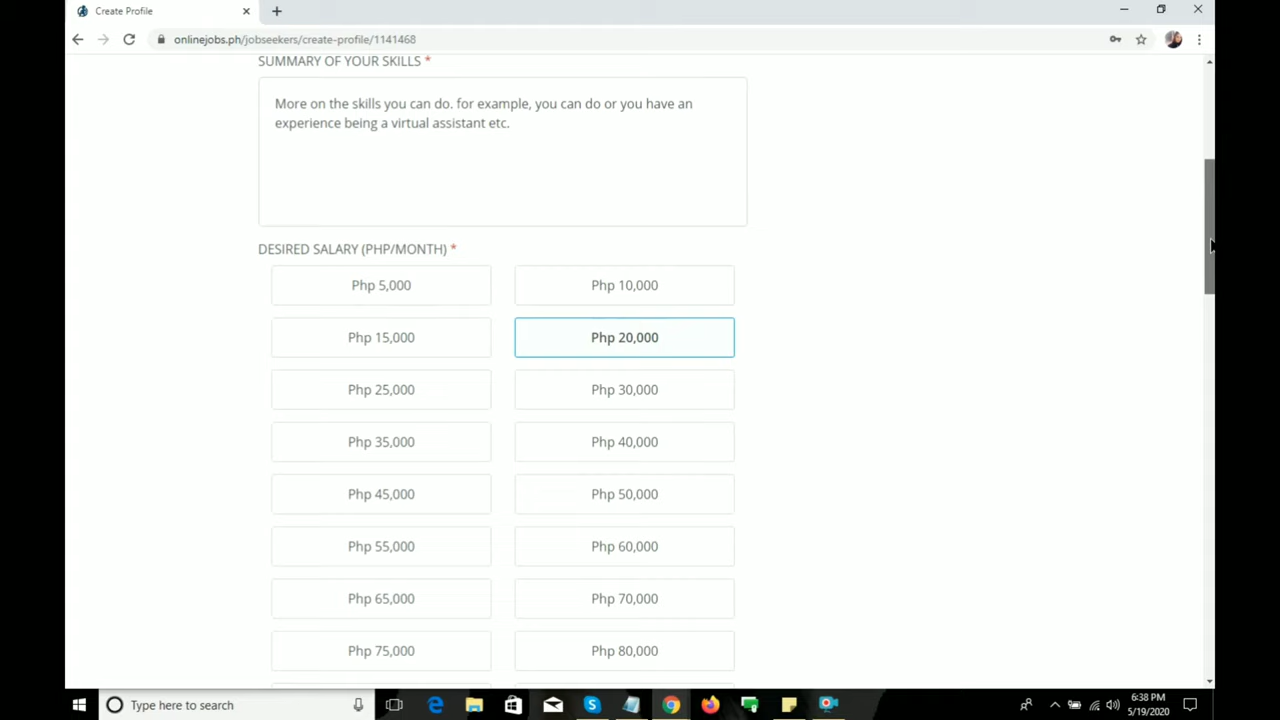 Create Profile
onlinejobs.ph/jobseekers/create-profile/1141468
SUMMARY OF YOUR SKILLS *
More on the skills you can do. for example, you can do or you have an
experience being a virtual assistant etc.
DESIRED SALARY (PHP/MONTH) *
Php 5,000
Php 10,000
Php 15,000
Php 20,000
Php 25,000
Php 30,000
Php 35,000
Php 40,000
Php 45,000
Php 50,000
Php 55,000
Php 60,000
Php 65,000
Php 70,000
Php 75,000
Php 80,000
Type here to search
6:38 PM
5/19/2020